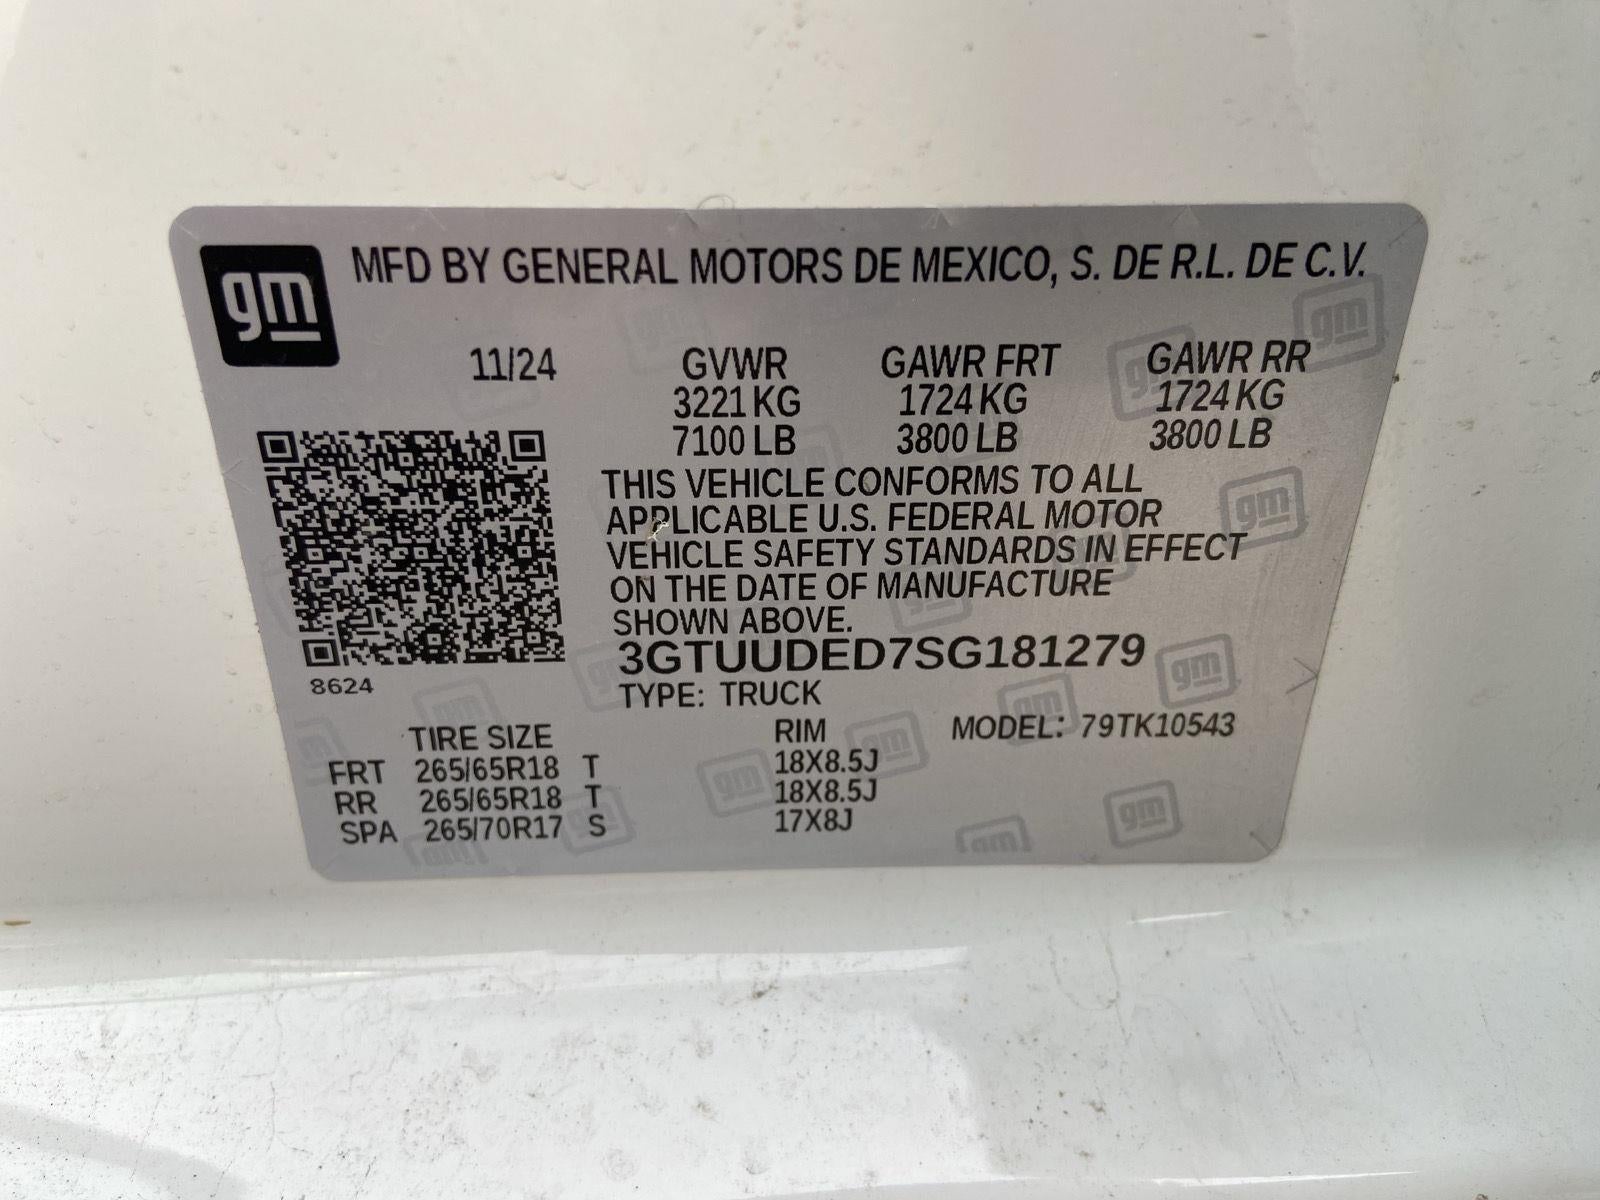 gm
MFD BY GENERAL MOTORS DE MEXICO, S. DE R.L. DE C.V.
11/24 GVWR GAWR FRT GAWR RR
3221 KG 1724 KG 1724 KG
7100 LB 3800 LB 3800 LB
THIS VEHICLE CONFORMS TO ALL
APPLICABLE U.S. FEDERAL MOTOR
VEHICLE SAFETY STANDARDS IN EFFECT
ON THE DATE OF MANUFACTURE
SHOWN ABOVE.
3GTUUDED7SG181279
8624
TYPE: TRUCK
TIRE SIZE RIM MODEL: 79TK10543
FRT 265/65R18 T 18X8.5J
RR 265/65R18 T 18X8.5J
SPA 265/70R17 S 17X8J